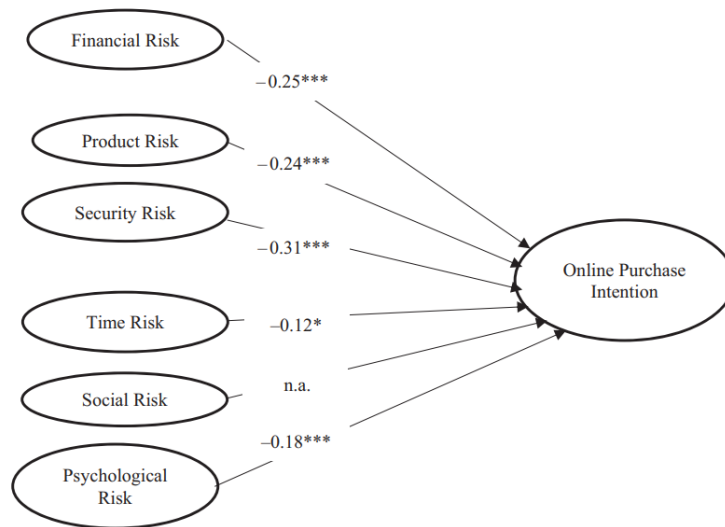 Financial Risk
–0.25***
Product Risk
–0.24***
Security Risk
–0.31***
Online Purchase
Intention
Time Risk
–0.12*
Social Risk
n.a.
–0.18***
Psychological
Risk